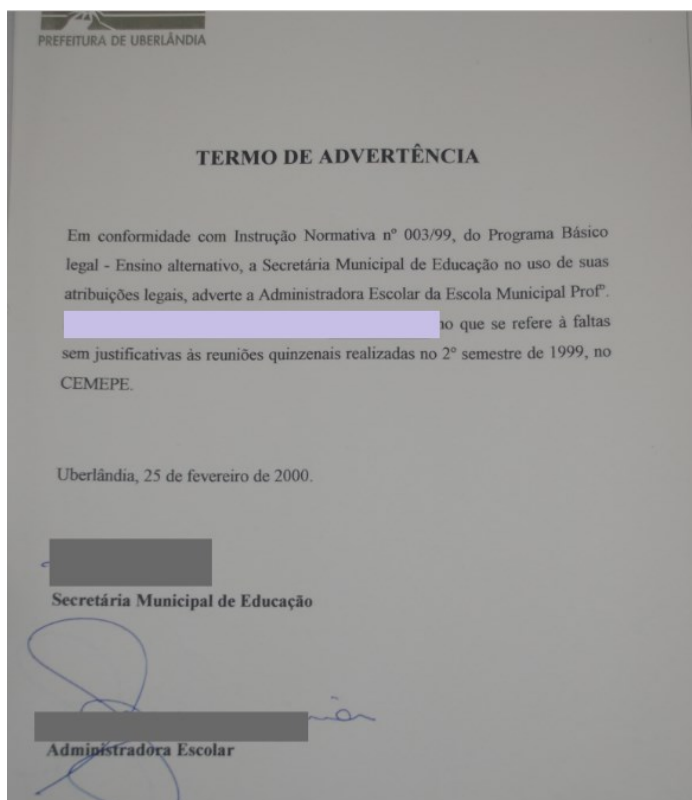 PREFEITURA DE UBERLÂNDIA
TERMO DE ADVERTÊNCIA
Em conformidade com Instrução Normativa nº 003/99, do Programa Básico
legal - Ensino alternativo, a Secretária Municipal de Educação no uso de suas
atribuições legais, adverte a Administradora Escolar da Escola Municipal Profª.
no que se refere à faltas
sem justificativas às reuniões quinzenais realizadas no 2º semestre de 1999, no
CEMEPE.
Uberlândia, 25 de fevereiro de 2000.
Secretária Municipal de Educação
Administradora Escolar